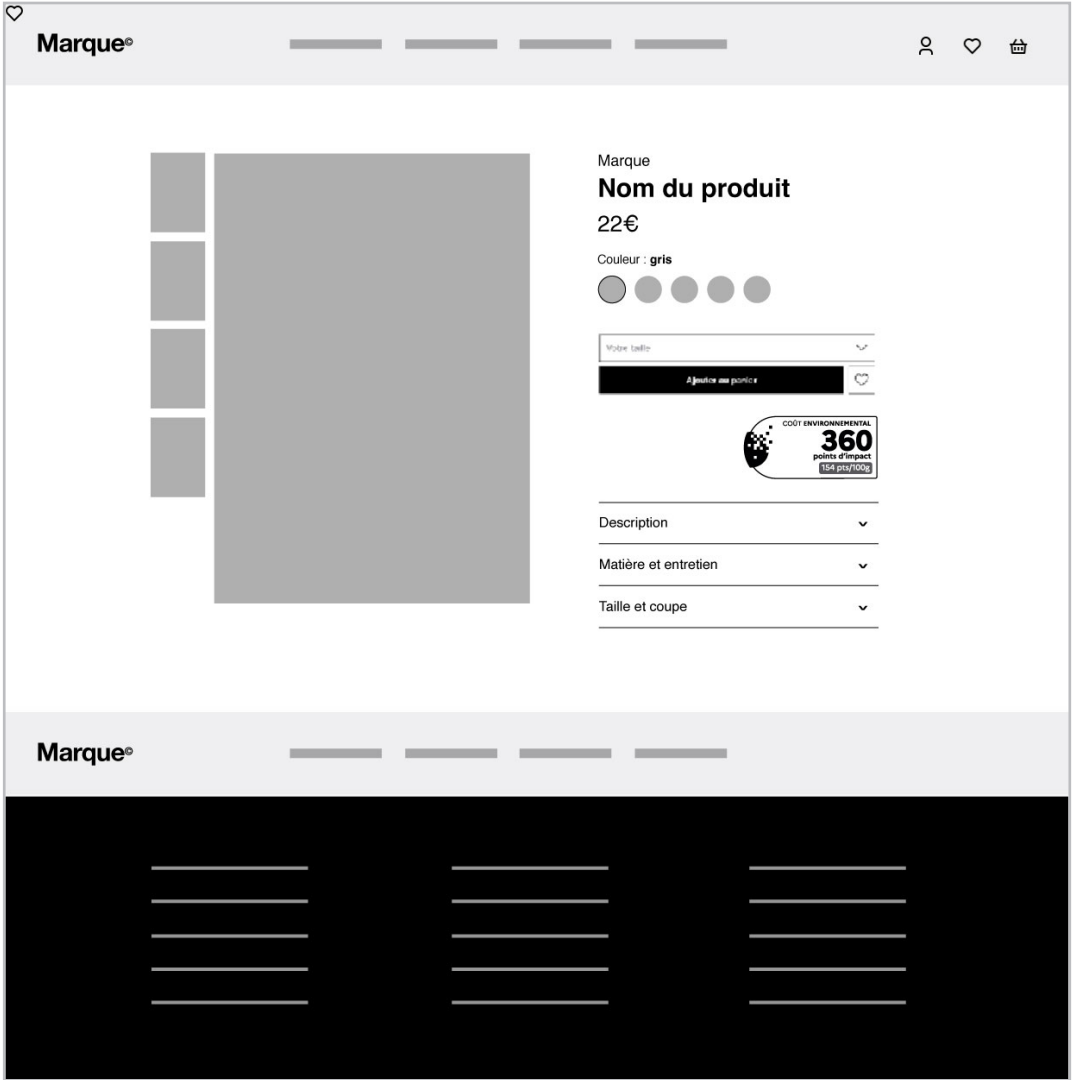 Marque©
Marque
Nom du produit
22€
Couleur : gris
Votre taille
Ajouter au panier
COÛT ENVIRONNEMENTAL
360
points d'impact
154 pts/100g
Description
Matière et entretien
Taille et coupe
Marque©